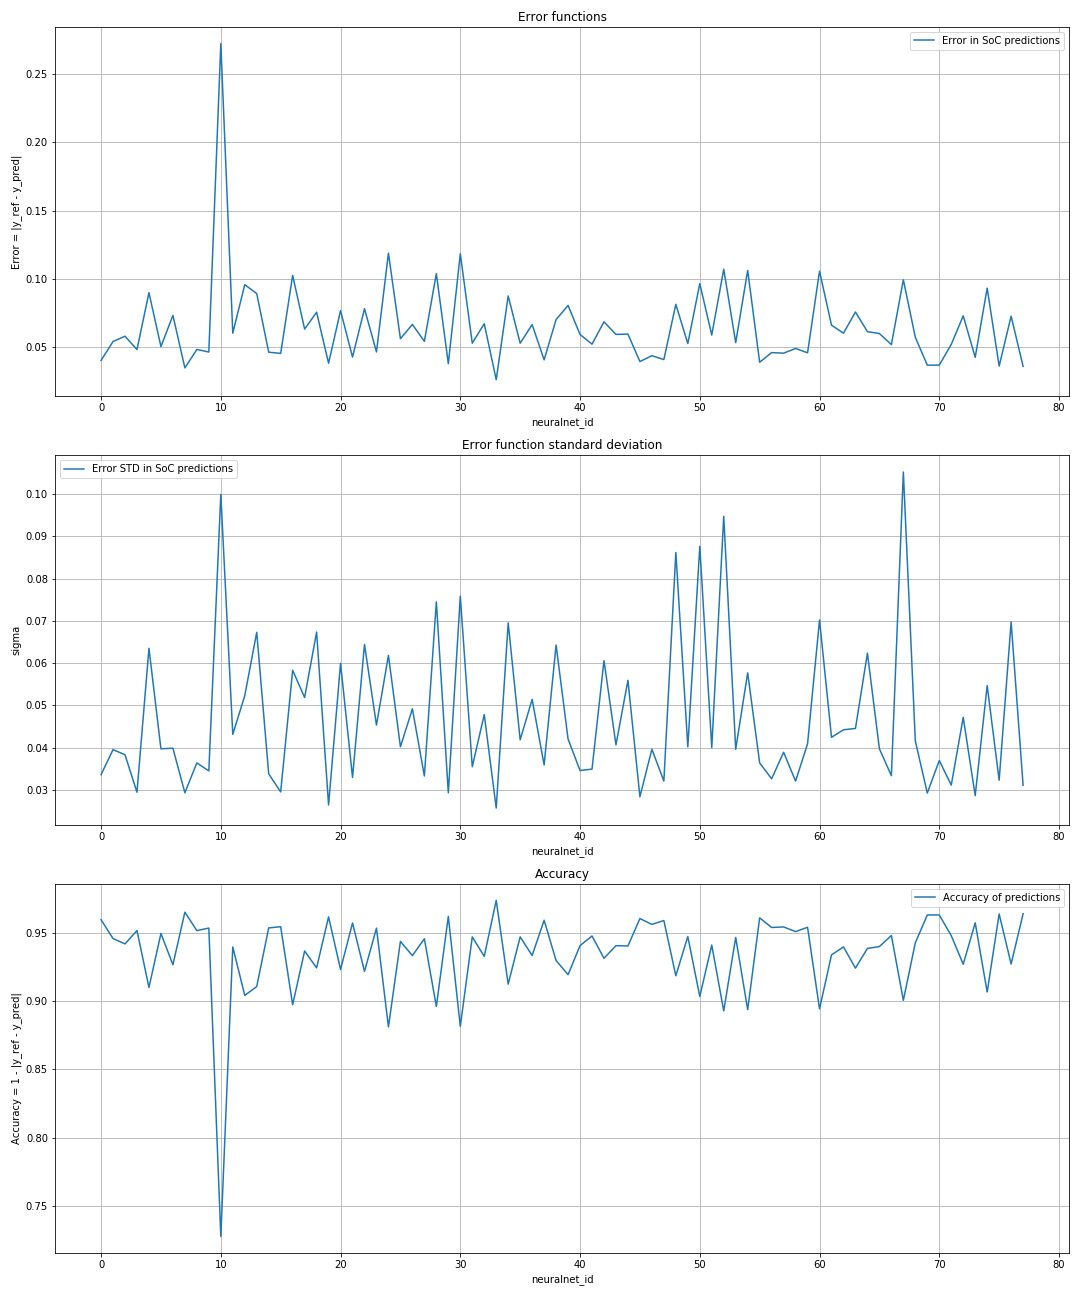 Error functions
Error in SoC predictions
Error = |y_ref - y_pred|
0.25
0.20
0.15
0.10
0.05
0 10 20 30 40 50 60 70 80
neuralnet_id
Error function standard deviation
Error STD in SoC predictions
sigma
0.10
0.09
0.08
0.07
0.06
0.05
0.04
0.03
0 10 20 30 40 50 60 70 80
neuralnet_id
Accuracy
Accuracy of predictions
Accuracy = 1 - |y_ref - y_pred|
0.95
0.90
0.85
0.80
0.75
0 10 20 30 40 50 60 70 80
neuralnet_id